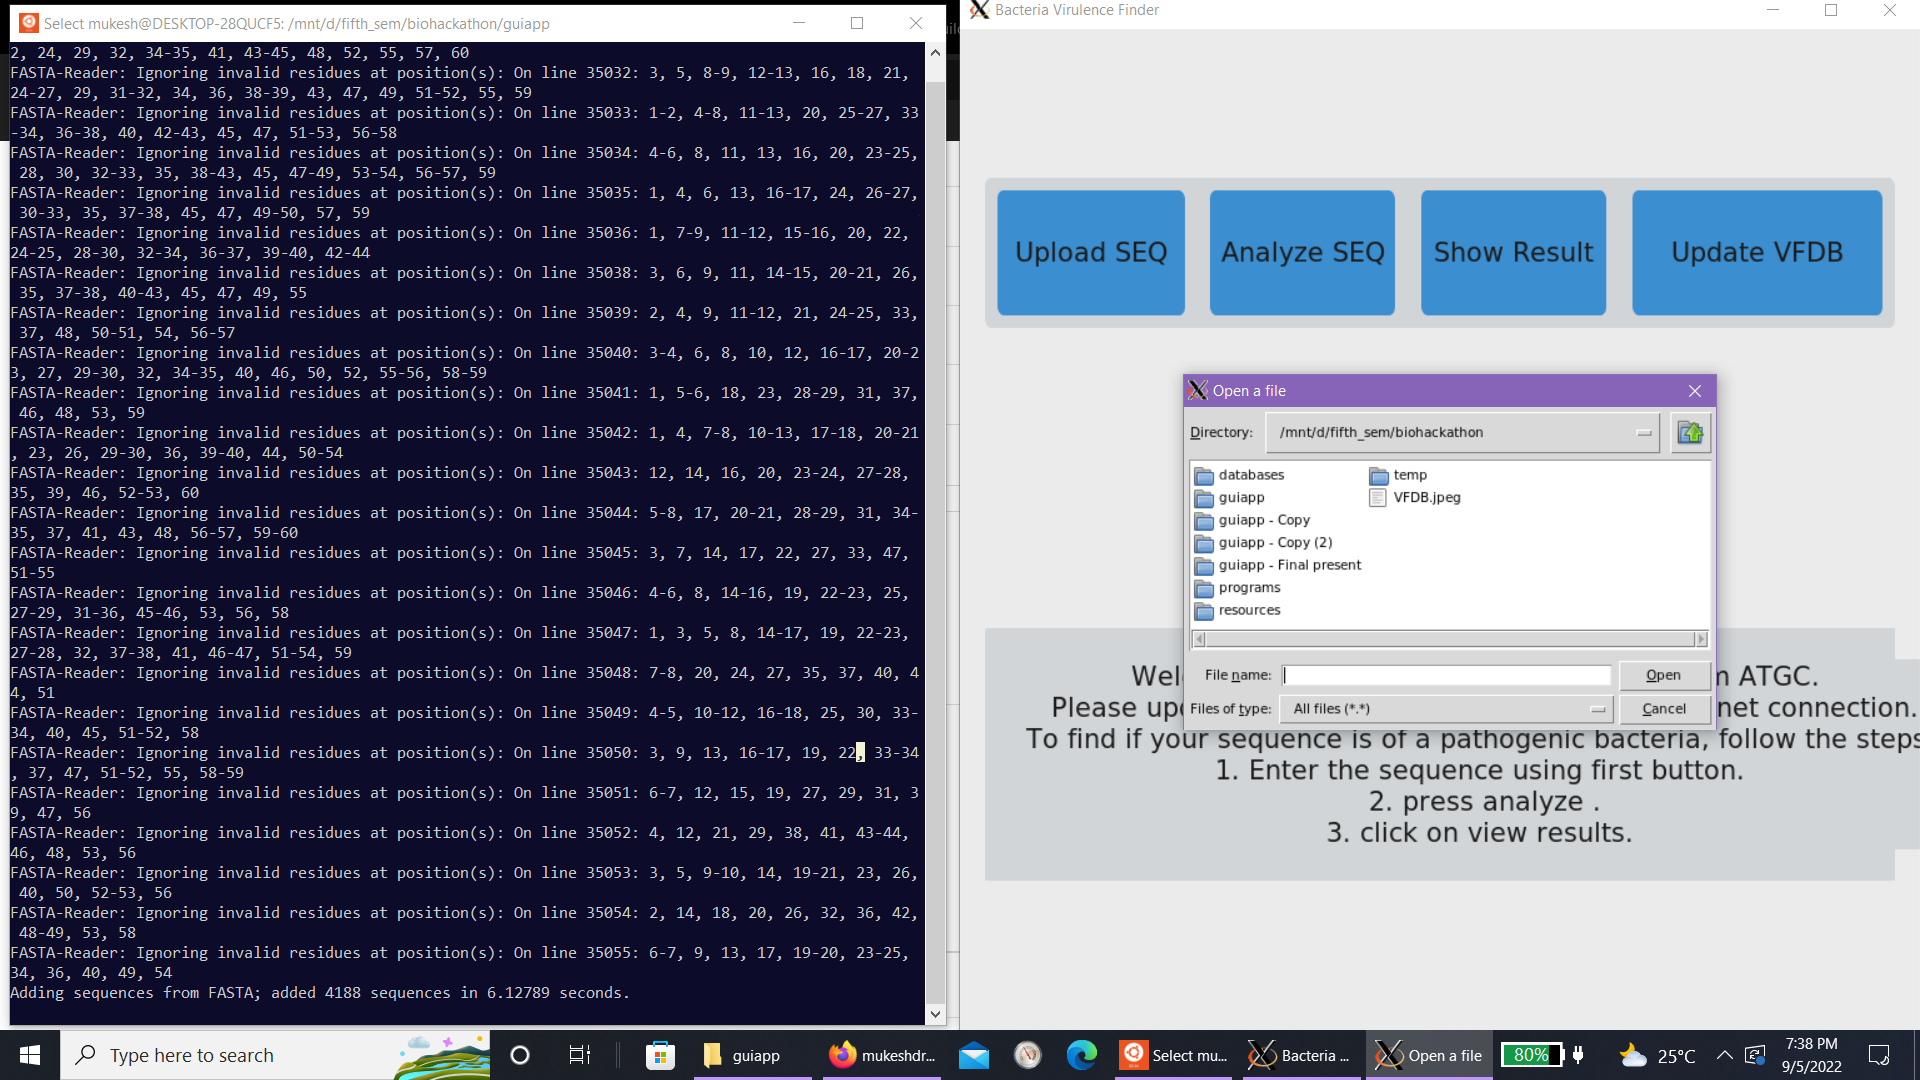 Select mukesh@DESKTOP-28QUCF5: /mnt/d/fifth_sem/biohackathon/guiapp
2, 24, 29, 32, 34-35, 41, 43-45, 48, 52, 55, 57, 60
FASTA-Reader: Ignoring invalid residues at position(s): On line 35032: 3, 5, 8-9, 12-13, 16, 18, 21,
24-27, 29, 31-32, 34, 36, 38-39, 43, 47, 49, 51-52, 55, 59
FASTA-Reader: Ignoring invalid residues at position(s): On line 35033: 1-2, 4-8, 11-13, 20, 25-27, 33
-34, 36-38, 40, 42-43, 45, 47, 51-53, 56-58
FASTA-Reader: Ignoring invalid residues at position(s): On line 35034: 4-6, 8, 11, 13, 16, 20, 23-25,
28, 30, 32-33, 35, 38-43, 45, 47-49, 53-54, 56-57, 59
FASTA-Reader: Ignoring invalid residues at position(s): On line 35035: 1, 4, 6, 13, 16-17, 24, 26-27,
30-33, 35, 37-38, 45, 47, 49-50, 57, 59
FASTA-Reader: Ignoring invalid residues at position(s): On line 35036: 1, 7-9, 11-12, 15-16, 20, 22,
24-25, 28-30, 32-34, 36-37, 39-40, 42-44
FASTA-Reader: Ignoring invalid residues at position(s): On line 35038: 3, 6, 9, 11, 14-15, 20-21, 26,
35, 37-38, 40-43, 45, 47, 49, 55
FASTA-Reader: Ignoring invalid residues at position(s): On line 35039: 2, 4, 9, 11-12, 21, 24-25, 33,
37, 48, 50-51, 54, 56-57
FASTA-Reader: Ignoring invalid residues at position(s): On line 35040: 3-4, 6, 8, 10, 12, 16-17, 20-2
3, 27, 29-30, 32, 34-35, 40, 46, 50, 52, 55-56, 58-59
FASTA-Reader: Ignoring invalid residues at position(s): On line 35041: 1, 5-6, 18, 23, 28-29, 31, 37,
46, 48, 53, 59
FASTA-Reader: Ignoring invalid residues at position(s): On line 35042: 1, 4, 7-8, 10-13, 17-18, 20-21
, 23, 26, 29-30, 36, 39-40, 44, 50-54
FASTA-Reader: Ignoring invalid residues at position(s): On line 35043: 12, 14, 16, 20, 23-24, 27-28,
35, 39, 46, 52-53, 60
FASTA-Reader: Ignoring invalid residues at position(s): On line 35044: 5-8, 17, 20-21, 28-29, 31, 34-
35, 37, 41, 43, 48, 56-57, 59-60
FASTA-Reader: Ignoring invalid residues at position(s): On line 35045: 3, 7, 14, 17, 22, 27, 33, 47,
51-55
FASTA-Reader: Ignoring invalid residues at position(s): On line 35046: 4-6, 8, 14-16, 19, 22-23, 25,
27-29, 31-36, 45-46, 53, 56, 58
FASTA-Reader: Ignoring invalid residues at position(s): On line 35047: 1, 3, 5, 8, 14-17, 19, 22-23,
27-28, 32, 37-38, 41, 46-47, 51-54, 59
FASTA-Reader: Ignoring invalid residues at position(s): On line 35048: 7-8, 20, 24, 27, 35, 37, 40, 4
4, 51
FASTA-Reader: Ignoring invalid residues at position(s): On line 35049: 4-5, 10-12, 16-18, 25, 30, 33-
34, 40, 45, 51-52, 58
FASTA-Reader: Ignoring invalid residues at position(s): On line 35050: 3, 9, 13, 16-17, 19, 22, 33-34
, 37, 47, 51-52, 55, 58-59
FASTA-Reader: Ignoring invalid residues at position(s): On line 35051: 6-7, 12, 15, 19, 27, 29, 31, 3
9, 47, 56
FASTA-Reader: Ignoring invalid residues at position(s): On line 35052: 4, 12, 21, 29, 38, 41, 43-44,
46, 48, 53, 56
FASTA-Reader: Ignoring invalid residues at position(s): On line 35053: 3, 5, 9-10, 14, 19-21, 23, 26,
40, 50, 52-53, 56
FASTA-Reader: Ignoring invalid residues at position(s): On line 35054: 2, 14, 18, 20, 26, 32, 36, 42,
48-49, 53, 58
FASTA-Reader: Ignoring invalid residues at position(s): On line 35055: 6-7, 9, 13, 17, 19-20, 23-25,
34, 36, 40, 49, 54
Adding sequences from FASTA; added 4188 sequences in 6.12789 seconds.
Bacteria Virulence Finder
Upload SEQ
Analyze SEQ
Show Result
Update VFDB
Open a file
Directory: /mnt/d/fifth_sem/biohackathon
databases
guiapp
guiapp - Copy
guiapp - Copy (2)
guiapp - Final present
programs
resources
temp
VFDB.jpeg
File name:
Open
Files of type: All files (*.*)
Cancel
ATGC.
Please connection.
To find if your sequence is of a pathogenic bacteria, follow the steps
1. Enter the sequence using first button.
2. press analyze .
3. click on view results.
Type here to search
guiapp
mukeshdr...
Select mu...
Bacteria ...
Open a file
80%
25°C
7:38 PM
9/5/2022